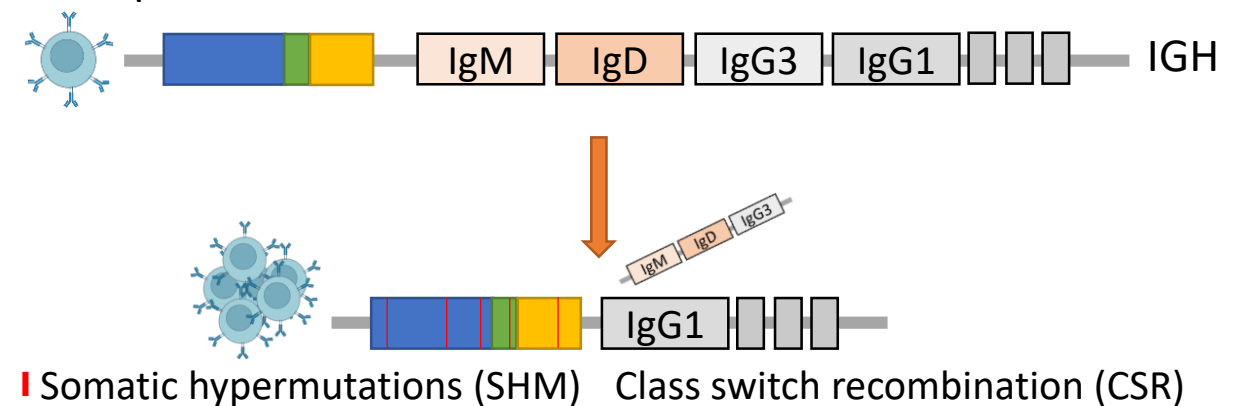 IgM IgD IgG3 IgG1 IGH
IgM IgD IgG3
IgG1
Somatic hypermutations (SHM) Class switch recombination (CSR)